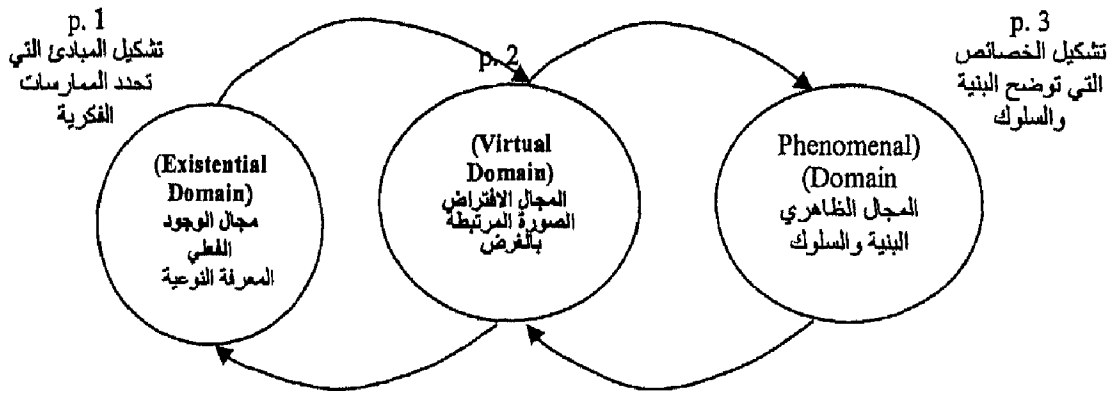 p. 1
تشكيل المبادئ التي
تحدد الممارسات
الفكرية
p. 2
p. 3
تشكيل الخصائص
التي توضح البنية
والسلوك
(Existential
Domain)
مجال الوجود
الفعلي
المعرفة النوعية
(Virtual
Domain)
المجال الافتراض
الصورة المرتبطة
بالغرض
Phenomenal)
(Domain
المجال الظاهري
البنية والسلوك